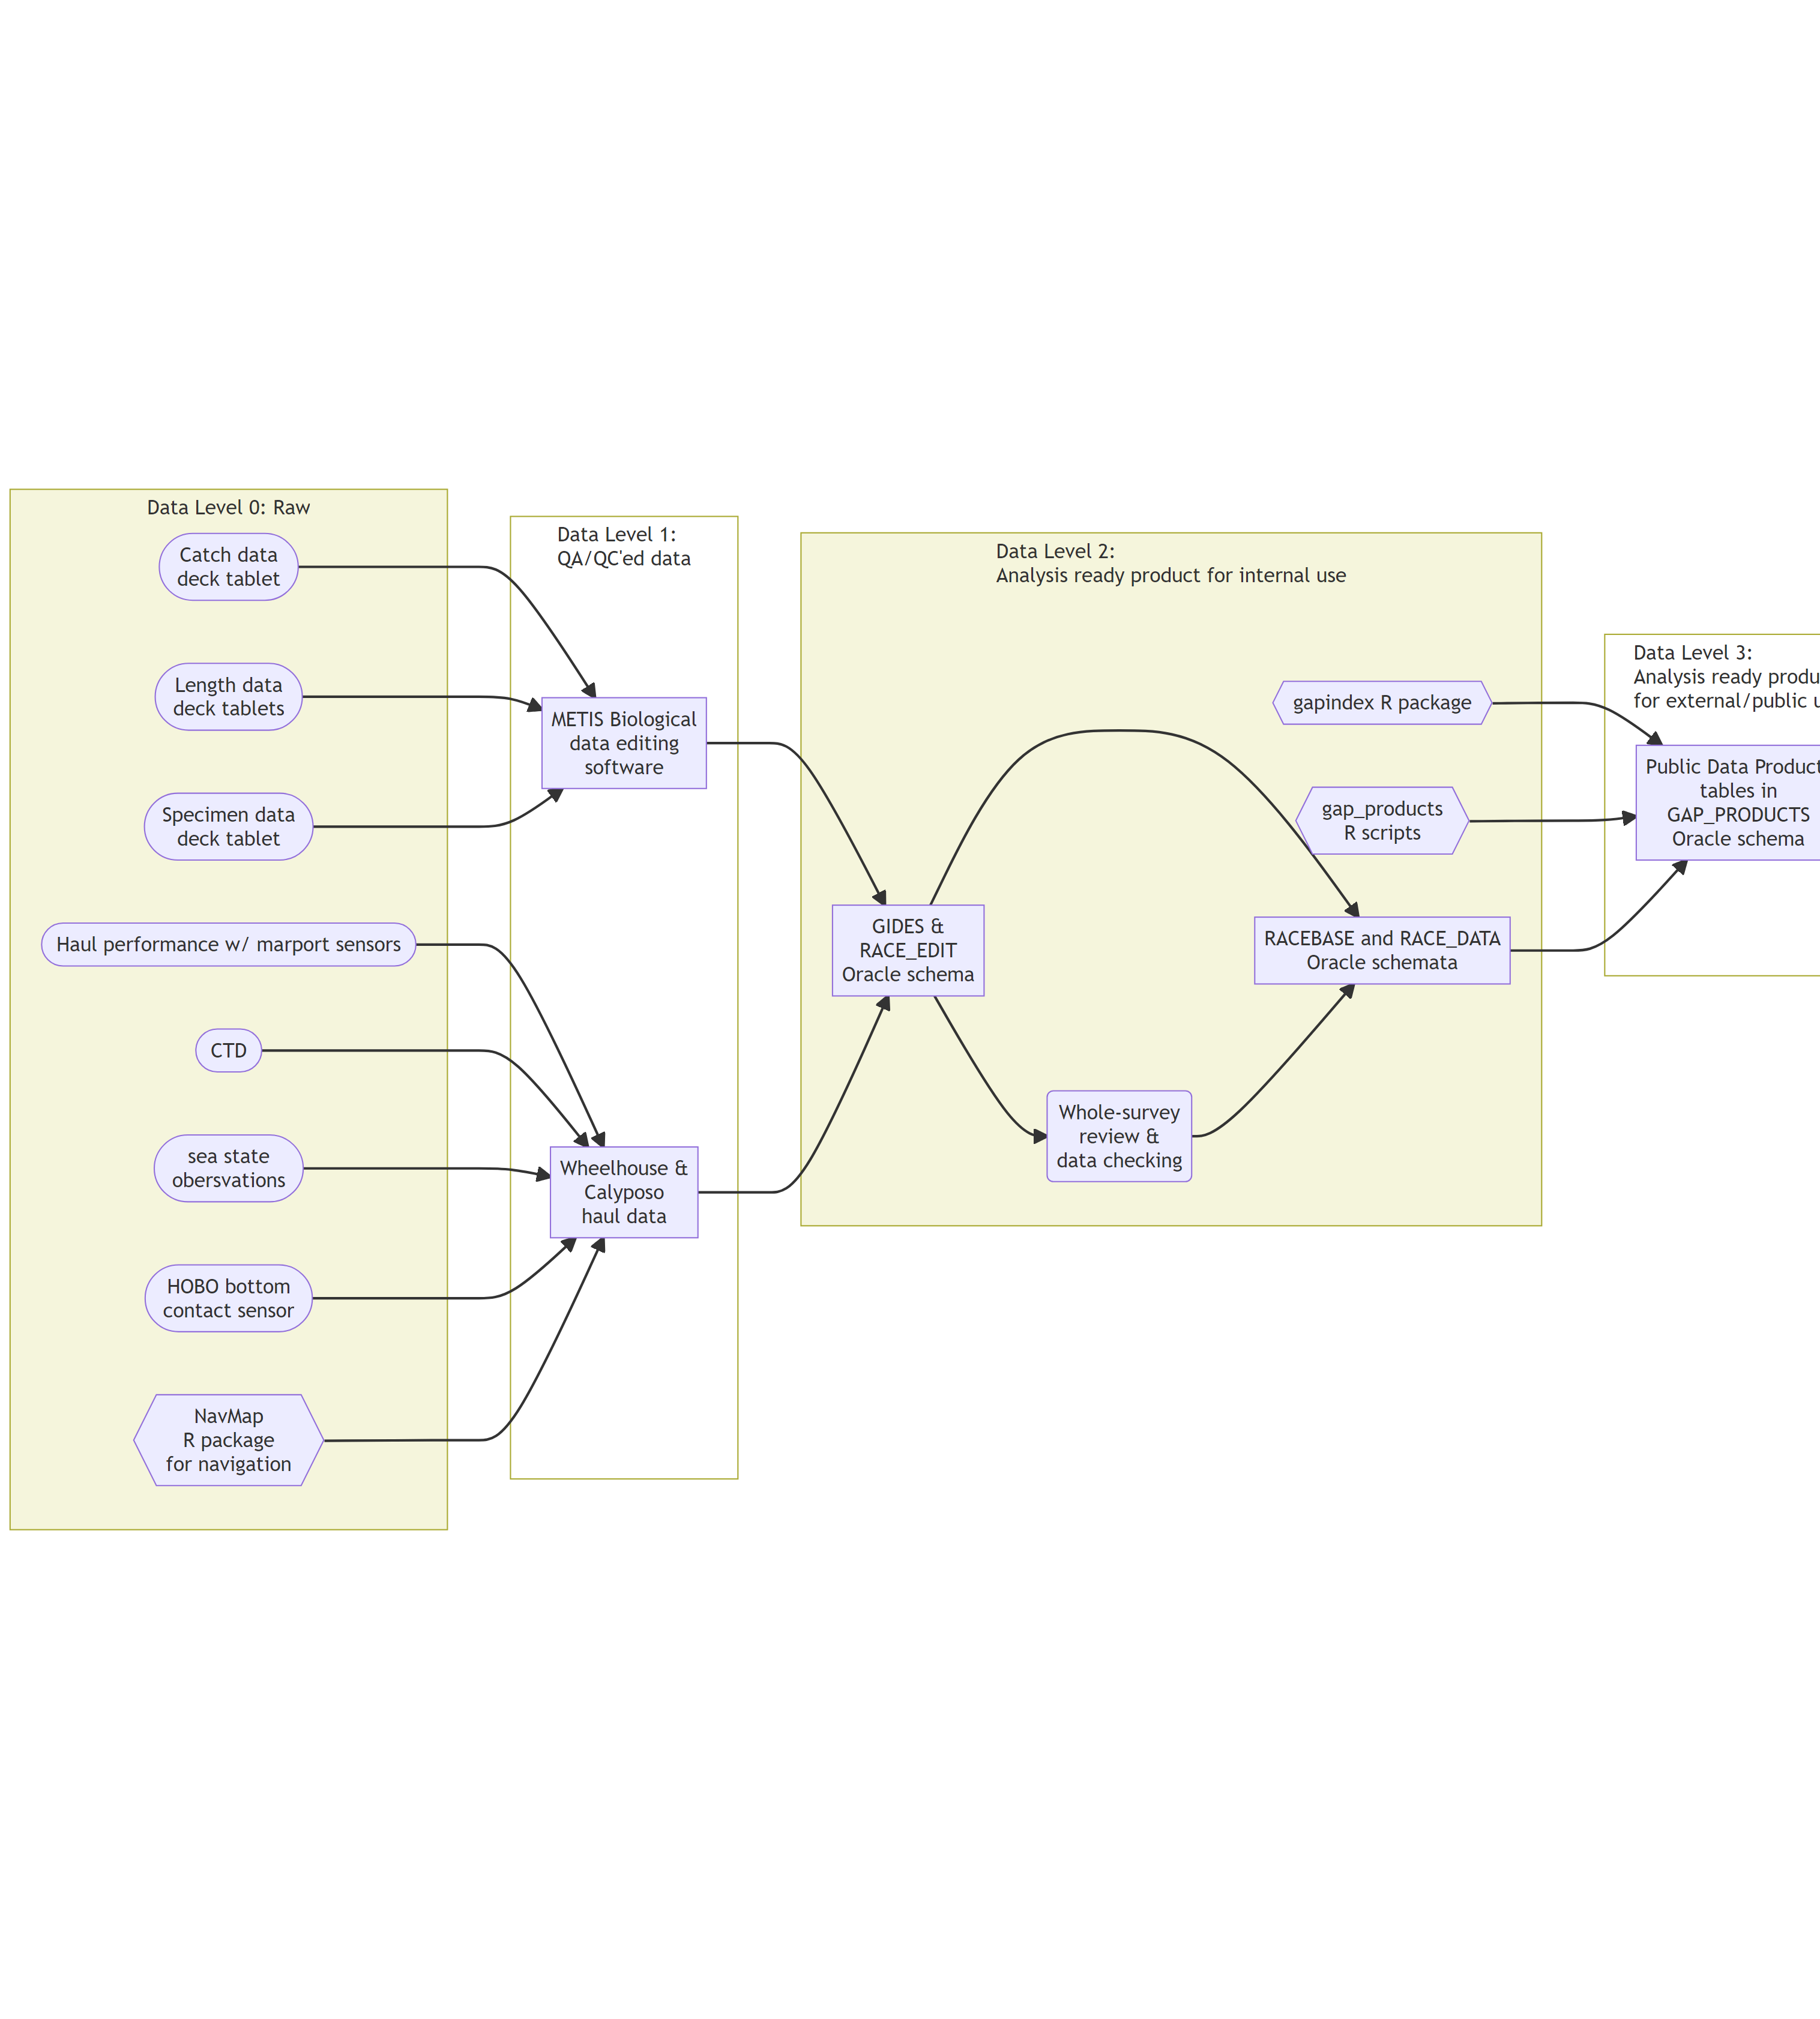 Data Level 0: Raw
Catch data
deck tablet
Length data
deck tablets
Specimen data
deck tablet
Haul performance w/ marport sensors
CTD
sea state
obersvations
HOBO bottom
contact sensor
NavMap
R package
for navigation
Data Level 1:
QA/QC'ed data
METIS Biological
data editing
software
Wheelhouse &
Calyposo
haul data
Data Level 2:
Analysis ready product for internal use
GIDES &
RACE_EDIT
Oracle schema
Whole-survey
review &
data checking
gapindex R package
gap_products
R scripts
RACEBASE and RACE_DATA
Oracle schemata
Data Level 3:
Analysis ready
for external/public
Public Data Product
tables in
GAP_PRODUCTS
Oracle schema